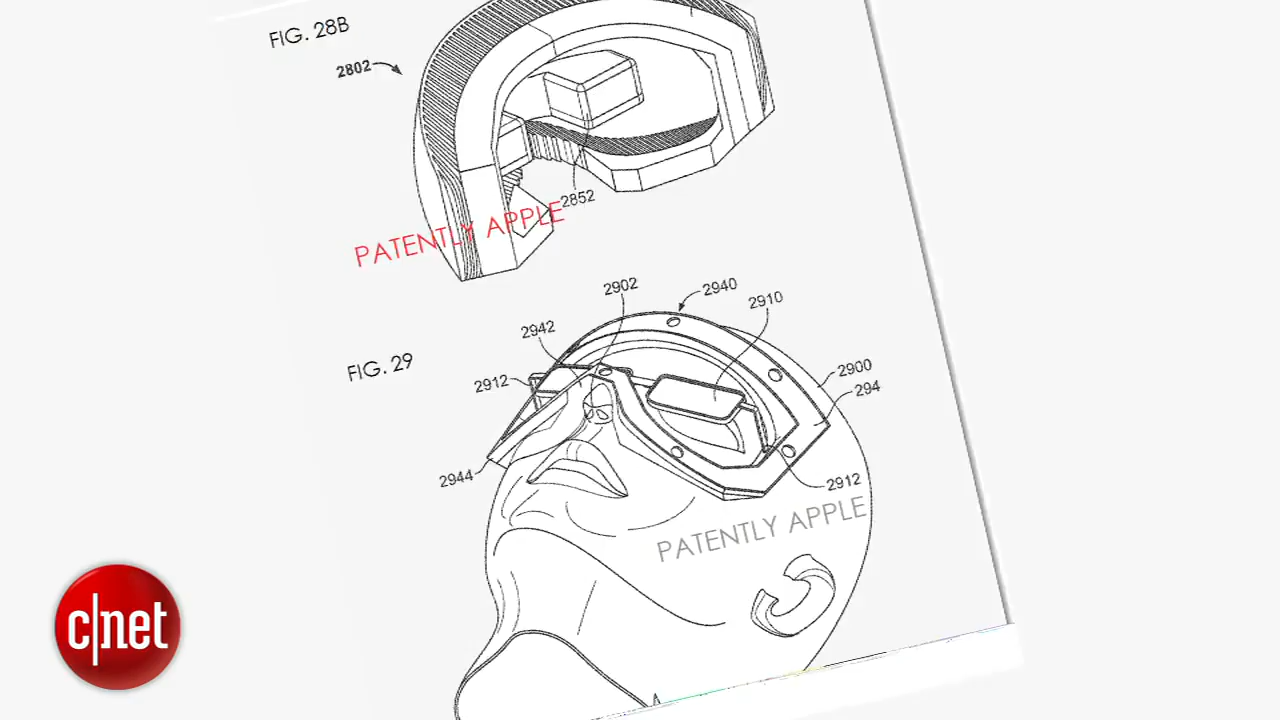 FIG. 28B
2802
2852
PATENTLY APPLE
2902
2940
2910
2942
FIG. 29
2912
2900
294
2944
2912
PATENTLY APPLE
c|net